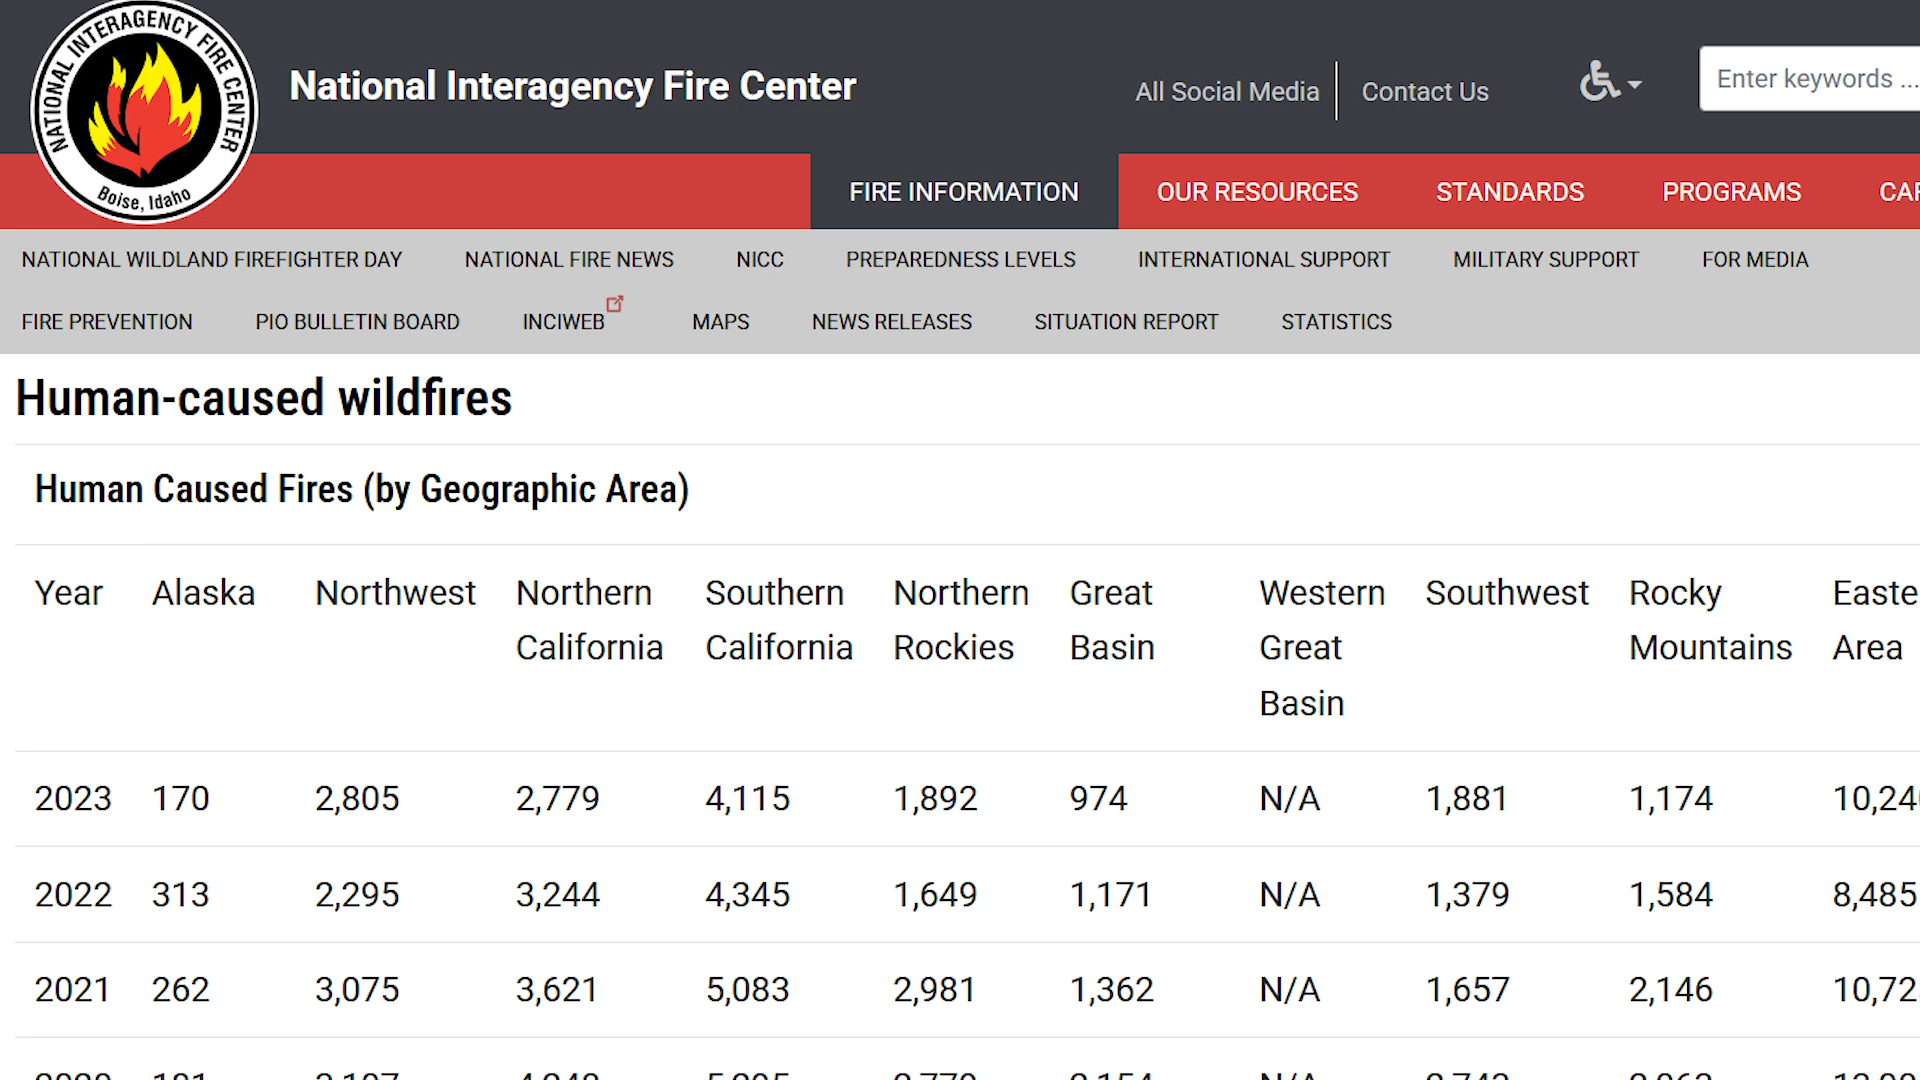 NATIONAL INTERAGENCY FIRE CENTER
Boise, Idaho
National Interagency Fire Center
All Social Media
Contact Us
Enter keywords ...
FIRE INFORMATION
OUR RESOURCES
STANDARDS
PROGRAMS
NATIONAL WILDLAND FIREFIGHTER DAY
NATIONAL FIRE NEWS
NICC
PREPAREDNESS LEVELS
INTERNATIONAL SUPPORT
MILITARY SUPPORT
FOR MEDIA
FIRE PREVENTION
PIO BULLETIN BOARD
INCIWEB
MAPS
NEWS RELEASES
SITUATION REPORT
STATISTICS
Human-caused wildfires
Human Caused Fires (by Geographic Area)
Year Alaska Northwest Northern Southern Northern Great Western Southwest Rocky
California California Rockies Basin Great Mountains Area
Basin
2023 170 2,805 2,779 4,115 1,892 974 N/A 1,881 1,174
2022 313 2,295 3,244 4,345 1,649 1,171 N/A 1,379 1,584 8,485
2021 262 3,075 3,621 5,083 2,981 1,362 N/A 1,657 2,146